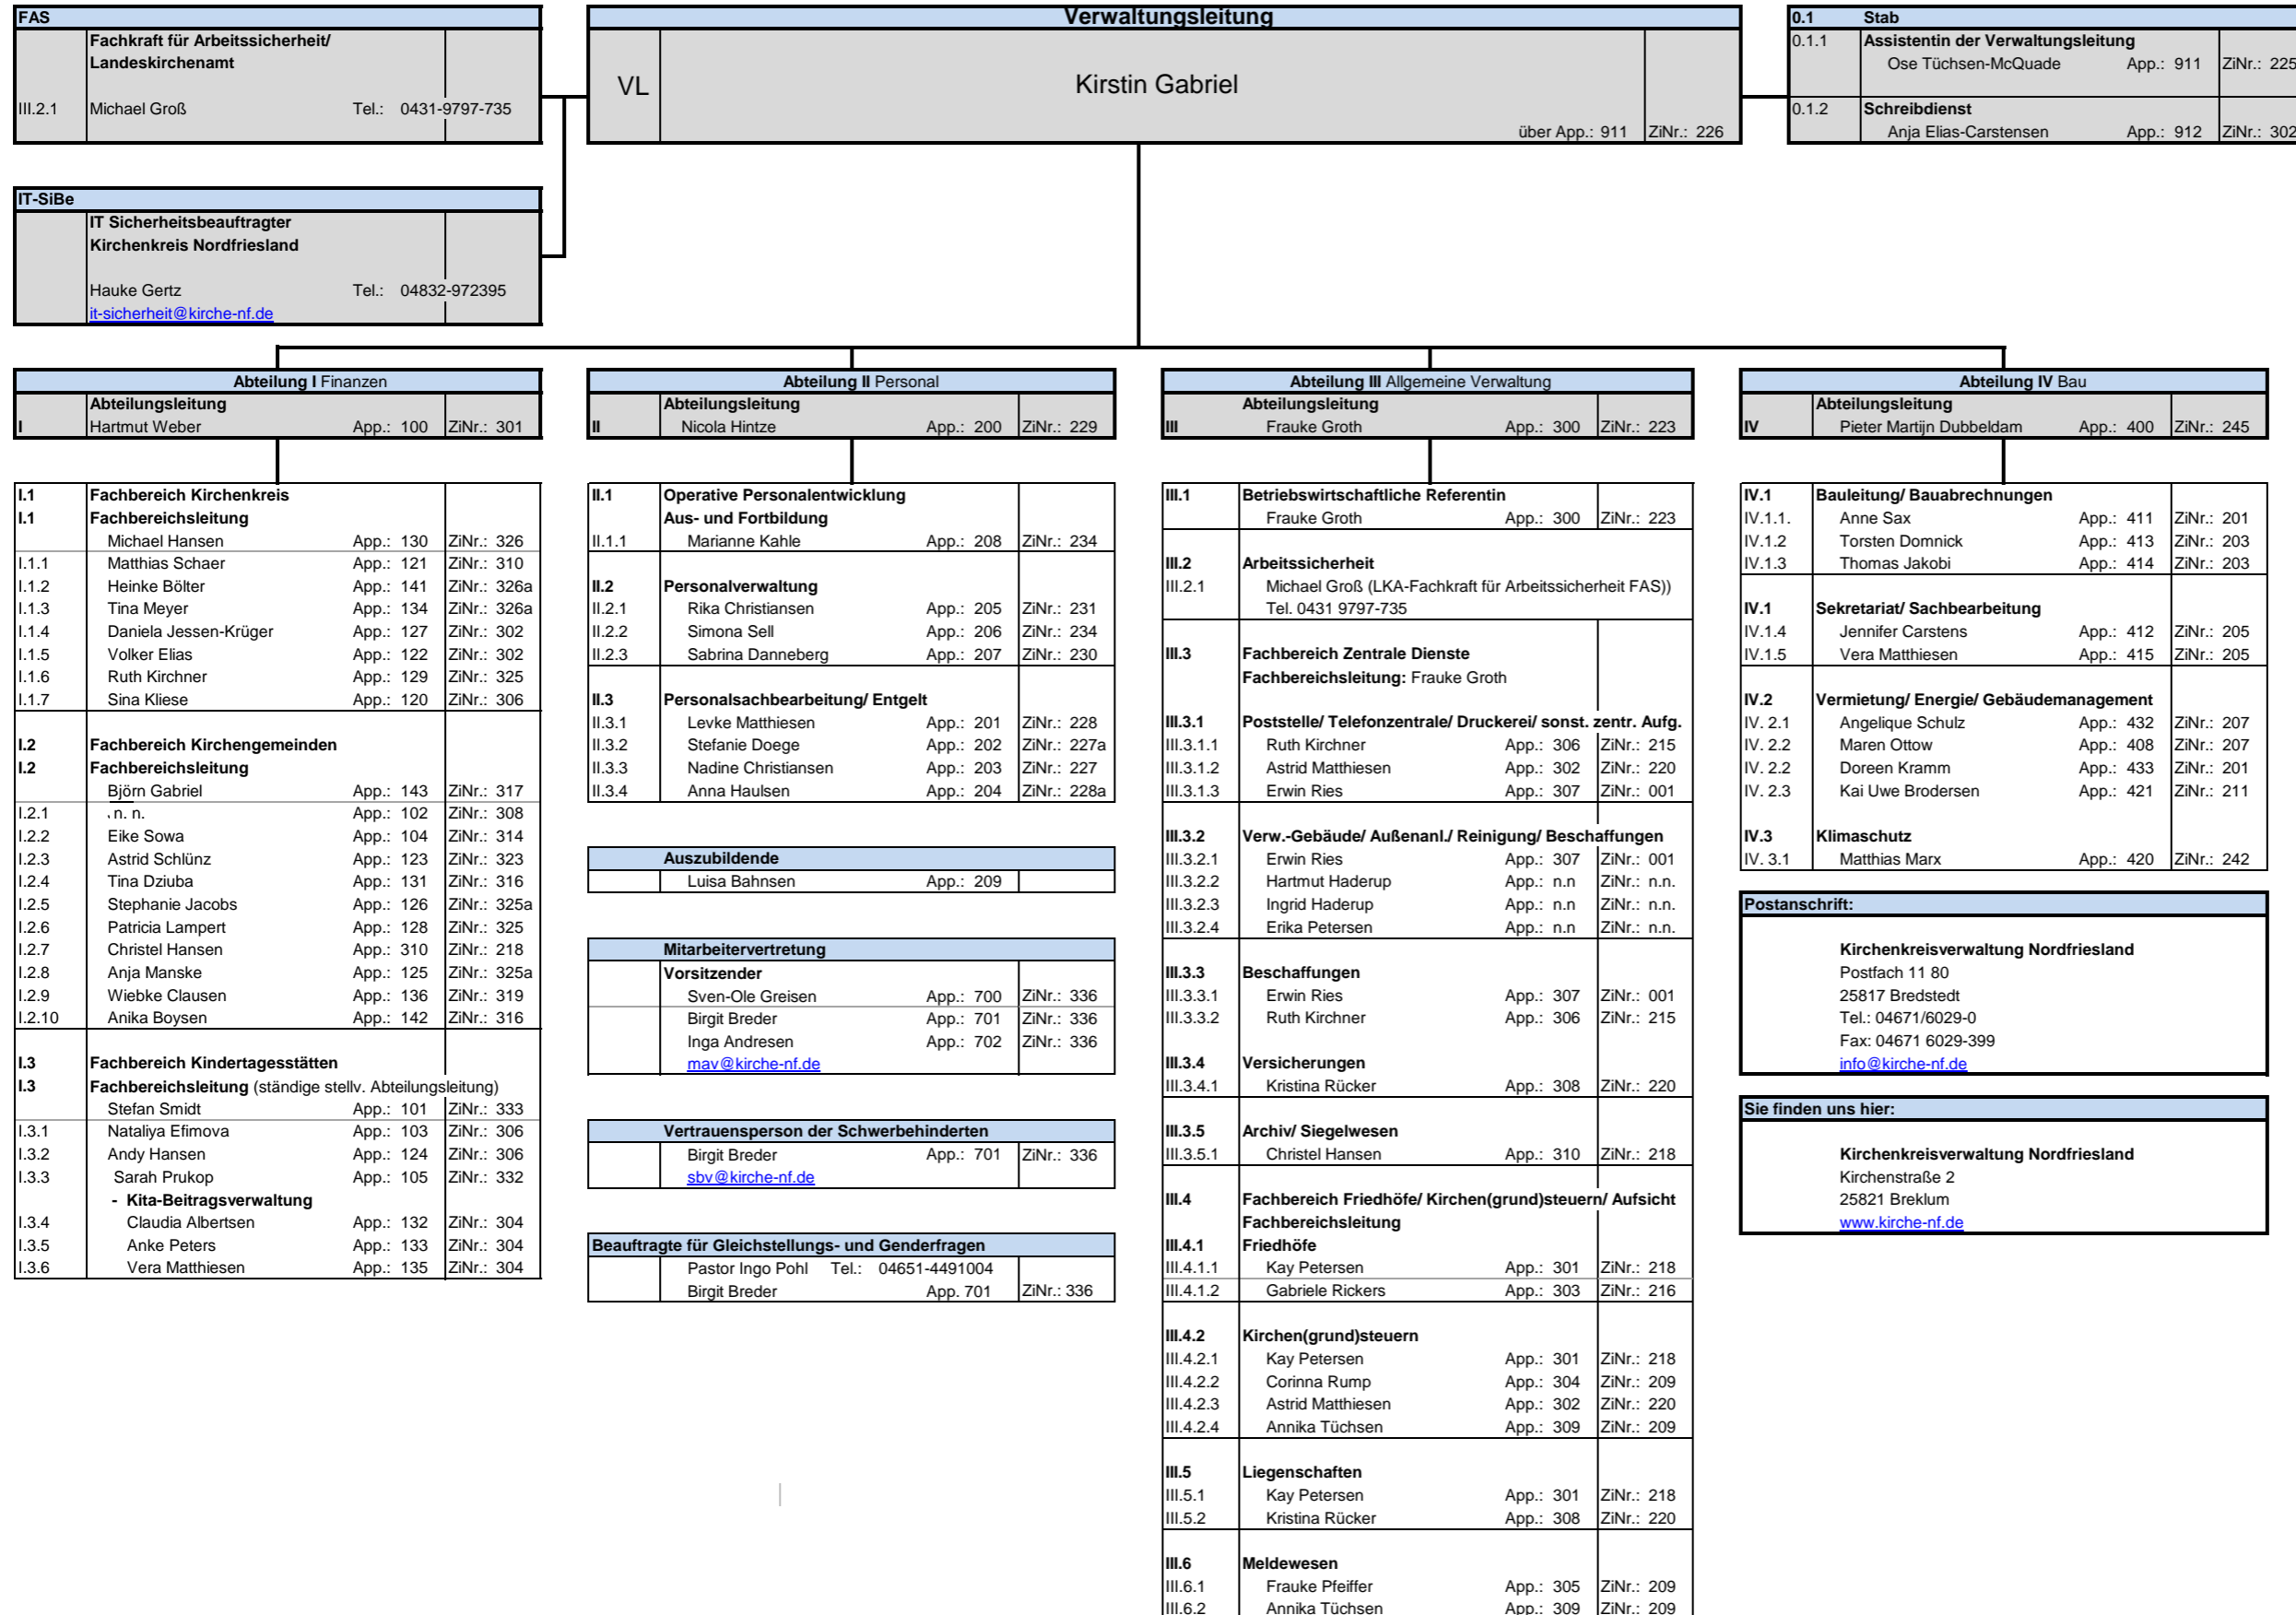 FAS
Fachkraft für Arbeitssicherheit/
Landeskirchenamt
III.2.1 Michael Groß Tel.: 0431-9797-735
Verwaltungsleitung
VL Kirstin Gabriel
über App.: 911 ZiNr.: 226
0.1 Stab
0.1.1 Assistentin der Verwaltungsleitung
Ose Tüchsen-McQuade App.: 911 ZiNr.: 225
0.1.2 Schreibdienst
Anja Elias-Carstensen App.: 912 ZiNr.: 302
IT-SiBe
IT Sicherheitsbeauftragter
Kirchenkreis Nordfriesland
Hauke Gertz Tel.: 04832-972395
it-sicherheit@kirche-nf.de
Abteilung I Finanzen
Abteilungsleitung
I Hartmut Weber App.: 100 ZiNr.: 301
I.1 Fachbereich Kirchenkreis
I.1 Fachbereichsleitung
Michael Hansen App.: 130 ZiNr.: 326
I.1.1 Matthias Schaer App.: 121 ZiNr.: 310
I.1.2 Heinke Bölter App.: 141 ZiNr.: 326a
I.1.3 Tina Meyer App.: 134 ZiNr.: 326a
I.1.4 Daniela Jessen-Krüger App.: 127 ZiNr.: 302
I.1.5 Volker Elias App.: 122 ZiNr.: 302
I.1.6 Ruth Kirchner App.: 129 ZiNr.: 325
I.1.7 Sina Kliese App.: 120 ZiNr.: 306
I.2 Fachbereich Kirchengemeinden
I.2 Fachbereichsleitung
Björn Gabriel App.: 143 ZiNr.: 317
I.2.1 n. n. App.: 102 ZiNr.: 308
I.2.2 Eike Sowa App.: 104 ZiNr.: 314
I.2.3 Astrid Schlünz App.: 123 ZiNr.: 323
I.2.4 Tina Dziuba App.: 131 ZiNr.: 316
I.2.5 Stephanie Jacobs App.: 126 ZiNr.: 325a
I.2.6 Patricia Lampert App.: 128 ZiNr.: 325
I.2.7 Christel Hansen App.: 310 ZiNr.: 218
I.2.8 Anja Manske App.: 125 ZiNr.: 325a
I.2.9 Wiebke Clausen App.: 136 ZiNr.: 319
I.2.10 Anika Boysen App.: 142 ZiNr.: 316
I.3 Fachbereich Kindertagesstätten
I.3 Fachbereichsleitung (ständige stellv. Abteilungsleitung)
Stefan Smidt App.: 101 ZiNr.: 333
I.3.1 Nataliya Efimova App.: 103 ZiNr.: 306
I.3.2 Andy Hansen App.: 124 ZiNr.: 306
I.3.3 Sarah Prukop App.: 105 ZiNr.: 332
- Kita-Beitragsverwaltung
I.3.4 Claudia Albertsen App.: 132 ZiNr.: 304
I.3.5 Anke Peters App.: 133 ZiNr.: 304
I.3.6 Vera Matthiesen App.: 135 ZiNr.: 304
Abteilung II Personal
Abteilungsleitung
II Nicola Hintze App.: 200 ZiNr.: 229
II.1 Operative Personalentwicklung
Aus- und Fortbildung
II.1.1 Marianne Kahle App.: 208 ZiNr.: 234
II.2 Personalverwaltung
II.2.1 Rika Christiansen App.: 205 ZiNr.: 231
II.2.2 Simona Sell App.: 206 ZiNr.: 234
II.2.3 Sabrina Danneberg App.: 207 ZiNr.: 230
II.3 Personalsachbearbeitung/ Entgelt
II.3.1 Levke Matthiesen App.: 201 ZiNr.: 228
II.3.2 Stefanie Doege App.: 202 ZiNr.: 227a
II.3.3 Nadine Christiansen App.: 203 ZiNr.: 227
II.3.4 Anna Haulsen App.: 204 ZiNr.: 228a
Auszubildende
Luisa Bahnsen App.: 209
Mitarbeitervertretung
Vorsitzender
Sven-Ole Greisen App.: 700 ZiNr.: 336
Birgit Breder App.: 701 ZiNr.: 336
Inga Andresen App.: 702 ZiNr.: 336
mav@kirche-nf.de
Vertrauensperson der Schwerbehinderten
Birgit Breder App.: 701 ZiNr.: 336
sbv@kirche-nf.de
Beauftragte für Gleichstellungs- und Genderfragen
Pastor Ingo Pohl Tel.: 04651-4491004
Birgit Breder App. 701 ZiNr.: 336
Abteilung III Allgemeine Verwaltung
Abteilungsleitung
III Frauke Groth App.: 300 ZiNr.: 223
III.1 Betriebswirtschaftliche Referentin
Frauke Groth App.: 300 ZiNr.: 223
III.2 Arbeitssicherheit
III.2.1 Michael Groß (LKA-Fachkraft für Arbeitssicherheit FAS))
Tel. 0431 9797-735
III.3 Fachbereich Zentrale Dienste
Fachbereichsleitung: Frauke Groth
III.3.1 Poststelle/ Telefonzentrale/ Druckerei/ sonst. zentr. Aufg.
III.3.1.1 Ruth Kirchner App.: 306 ZiNr.: 215
III.3.1.2 Astrid Matthiesen App.: 302 ZiNr.: 220
III.3.1.3 Erwin Ries App.: 307 ZiNr.: 001
III.3.2 Verw.-Gebäude/ Außenanl./ Reinigung/ Beschaffungen
III.3.2.1 Erwin Ries App.: 307 ZiNr.: 001
III.3.2.2 Hartmut Haderup App.: n.n ZiNr.: n.n.
III.3.2.3 Ingrid Haderup App.: n.n ZiNr.: n.n.
III.3.2.4 Erika Petersen App.: n.n ZiNr.: n.n.
III.3.3 Beschaffungen
III.3.3.1 Erwin Ries App.: 307 ZiNr.: 001
III.3.3.2 Ruth Kirchner App.: 306 ZiNr.: 215
III.3.4 Versicherungen
III.3.4.1 Kristina Rücker App.: 308 ZiNr.: 220
III.3.5 Archiv/ Siegelwesen
III.3.5.1 Christel Hansen App.: 310 ZiNr.: 218
III.4 Fachbereich Friedhöfe/ Kirchen(grund)steuern/ Aufsicht
Fachbereichsleitung
III.4.1 Friedhöfe
III.4.1.1 Kay Petersen App.: 301 ZiNr.: 218
III.4.1.2 Gabriele Rickers App.: 303 ZiNr.: 216
III.4.2 Kirchen(grund)steuern
III.4.2.1 Kay Petersen App.: 301 ZiNr.: 218
III.4.2.2 Corinna Rump App.: 304 ZiNr.: 209
III.4.2.3 Astrid Matthiesen App.: 302 ZiNr.: 220
III.4.2.4 Annika Tüchsen App.: 309 ZiNr.: 209
III.5 Liegenschaften
III.5.1 Kay Petersen App.: 301 ZiNr.: 218
III.5.2 Kristina Rücker App.: 308 ZiNr.: 220
III.6 Meldewesen
III.6.1 Frauke Pfeiffer App.: 305 ZiNr.: 209
III.6.2 Annika Tüchsen App.: 309 ZiNr.: 209
Abteilung IV Bau
Abteilungsleitung
IV Pieter Martijn Dubbeldam App.: 400 ZiNr.: 245
IV.1 Bauleitung/ Bauabrechnungen
IV.1.1. Anne Sax App.: 411 ZiNr.: 201
IV.1.2 Torsten Domnick App.: 413 ZiNr.: 203
IV.1.3 Thomas Jakobi App.: 414 ZiNr.: 203
IV.1 Sekretariat/ Sachbearbeitung
IV.1.4 Jennifer Carstens App.: 412 ZiNr.: 205
IV.1.5 Vera Matthiesen App.: 415 ZiNr.: 205
IV.2 Vermietung/ Energie/ Gebäudemanagement
IV. 2.1 Angelique Schulz App.: 432 ZiNr.: 207
IV. 2.2 Maren Ottow App.: 408 ZiNr.: 207
IV. 2.2 Doreen Kramm App.: 433 ZiNr.: 201
IV. 2.3 Kai Uwe Brodersen App.: 421 ZiNr.: 211
IV.3 Klimaschutz
IV. 3.1 Matthias Marx App.: 420 ZiNr.: 242
Postanschrift:
Kirchenkreisverwaltung Nordfriesland
Postfach 11 80
25817 Bredstedt
Tel.: 04671/6029-0
Fax: 04671 6029-399
info@kirche-nf.de
Sie finden uns hier:
Kirchenkreisverwaltung Nordfriesland
Kirchenstraße 2
25821 Breklum
www.kirche-nf.de